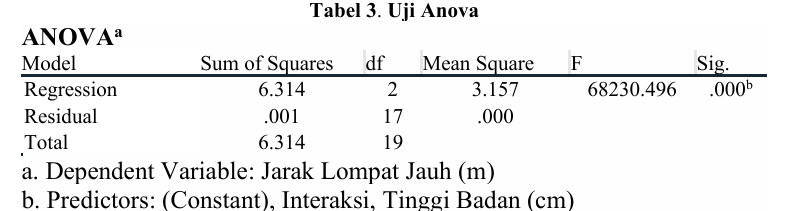 Tabel 3. Uji Anova
ANOVAᵃ
Model Sum of Squares df Mean Square F Sig.
Regression 6.314 2 3.157 68230.496 .000ᵇ
Residual .001 17 .000
Total 6.314 19
a. Dependent Variable: Jarak Lompat Jauh (m)
b. Predictors: (Constant), Interaksi, Tinggi Badan (cm)